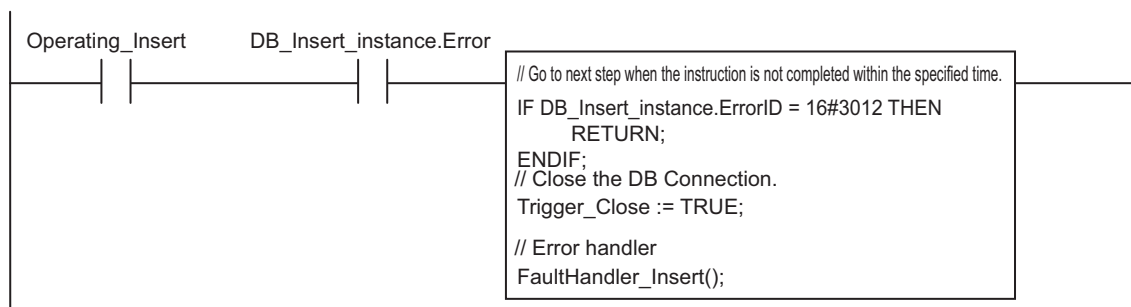 Operating_Insert DB_Insert_instance.Error
// Go to next step when the instruction is not completed within the specified time.
IF DB_Insert_instance.ErrorID = 16#3012 THEN
RETURN;
ENDIF;
// Close the DB Connection.
Trigger_Close := TRUE;
// Error handler
FaultHandler_Insert();